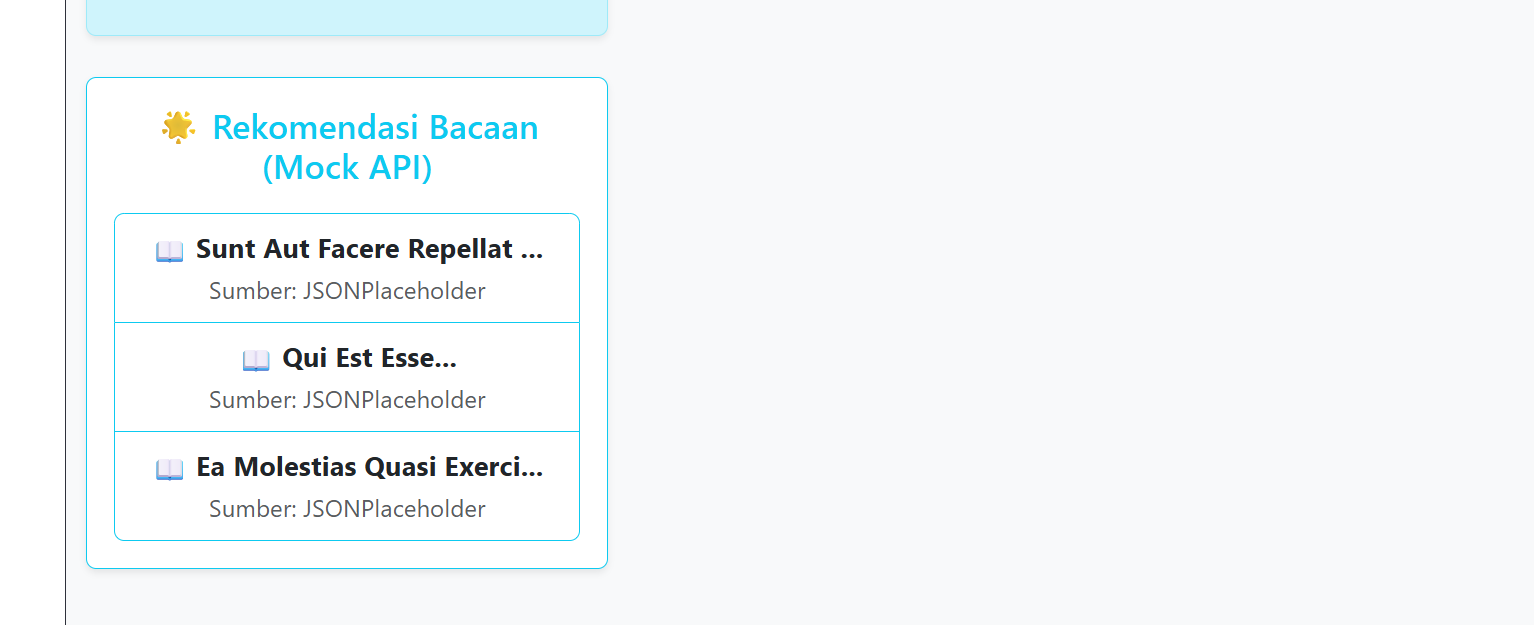 🌟 Rekomendasi Bacaan
(Mock API)
📖 Sunt Aut Facere Repellat ...
Sumber: JSONPlaceholder
📖 Qui Est Esse...
Sumber: JSONPlaceholder
📖 Ea Molestias Quasi Exerci...
Sumber: JSONPlaceholder